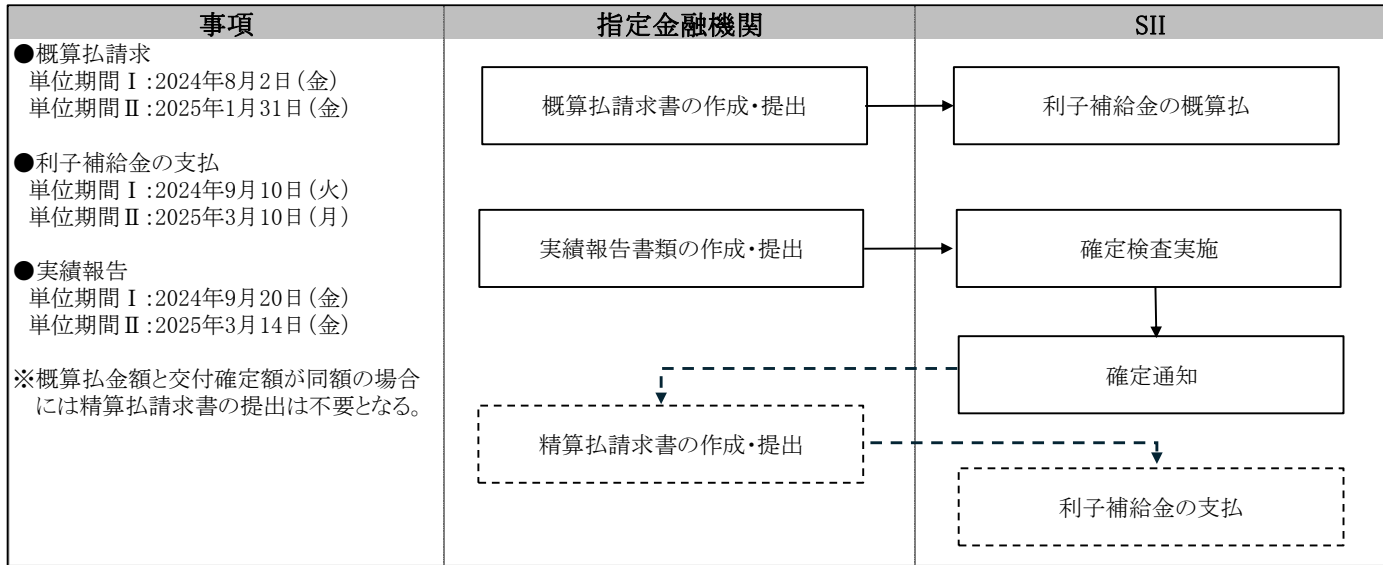 事項
指定金融機関
SII
●概算払請求
単位期間Ⅰ:2024年8月2日(金)
単位期間Ⅱ:2025年1月31日(金)
●利子補給金の支払
単位期間Ⅰ:2024年9月10日(火)
単位期間Ⅱ:2025年3月10日(月)
●実績報告
単位期間Ⅰ:2024年9月20日(金)
単位期間Ⅱ:2025年3月14日(金)
※概算払金額と交付確定額が同額の場合
には精算払請求書の提出は不要となる。
概算払請求書の作成・提出
利子補給金の概算払
実績報告書類の作成・提出
確定検査実施
確定通知
精算払請求書の作成・提出
利子補給金の支払